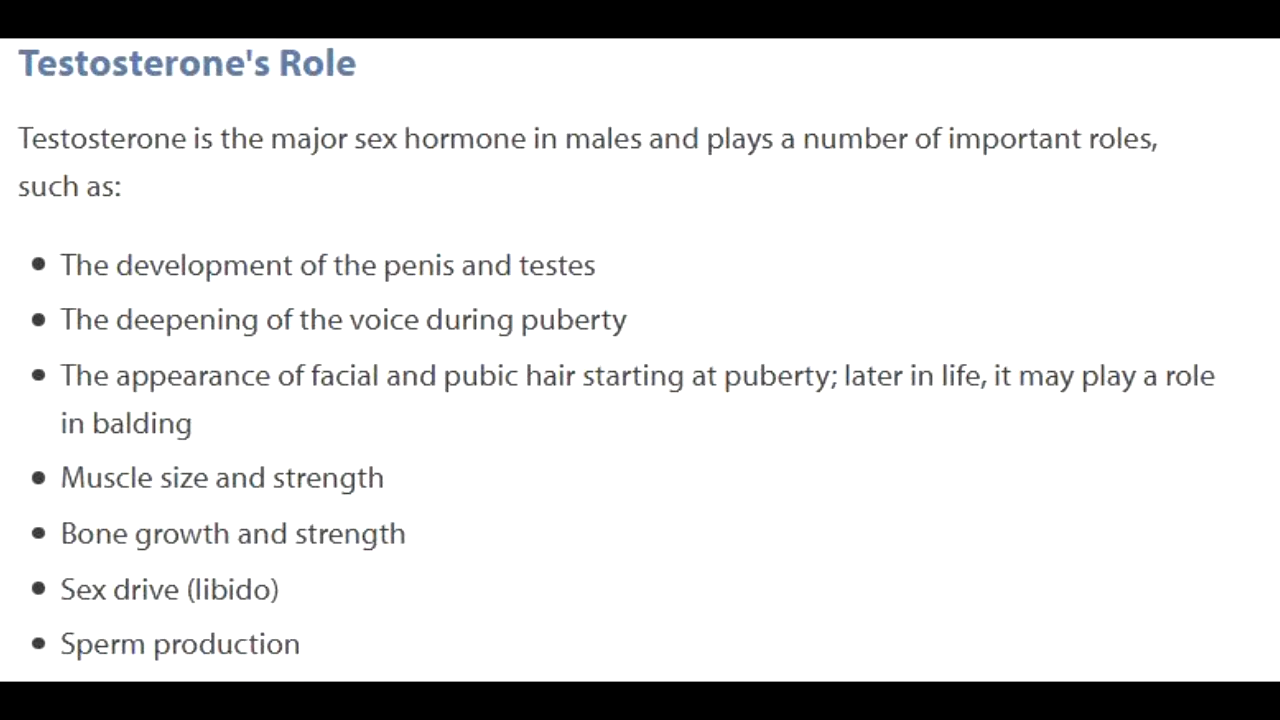 Testosterone's Role
Testosterone is the major sex hormone in males and plays a number of important roles,
such as:
• The development of the penis and testes
• The deepening of the voice during puberty
• The appearance of facial and pubic hair starting at puberty; later in life, it may play a role
in balding
• Muscle size and strength
• Bone growth and strength
• Sex drive (libido)
• Sperm production